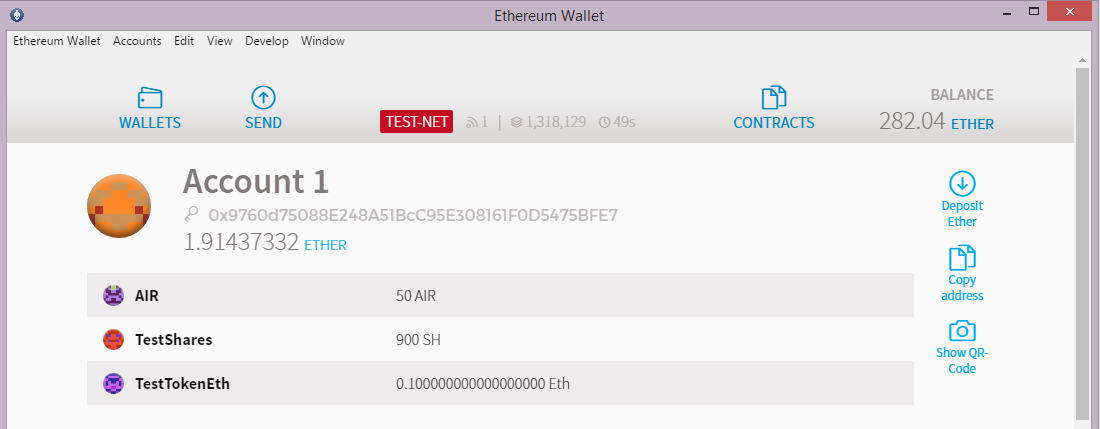 Ethereum Wallet
Ethereum Wallet Accounts Edit View Develop Window
WALLETS
SEND
TEST-NET 1 | 1,318,129 49s
CONTRACTS
BALANCE
282.04 ETHER
Account 1
0x9760d75088E248A51BcC95E308161F0D5475BFE7
1.91437332 ETHER
Deposit
Ether
Copy
address
Show QR-
Code
AIR 50 AIR
TestShares 900 SH
TestTokenEth 0.100000000000000000 Eth